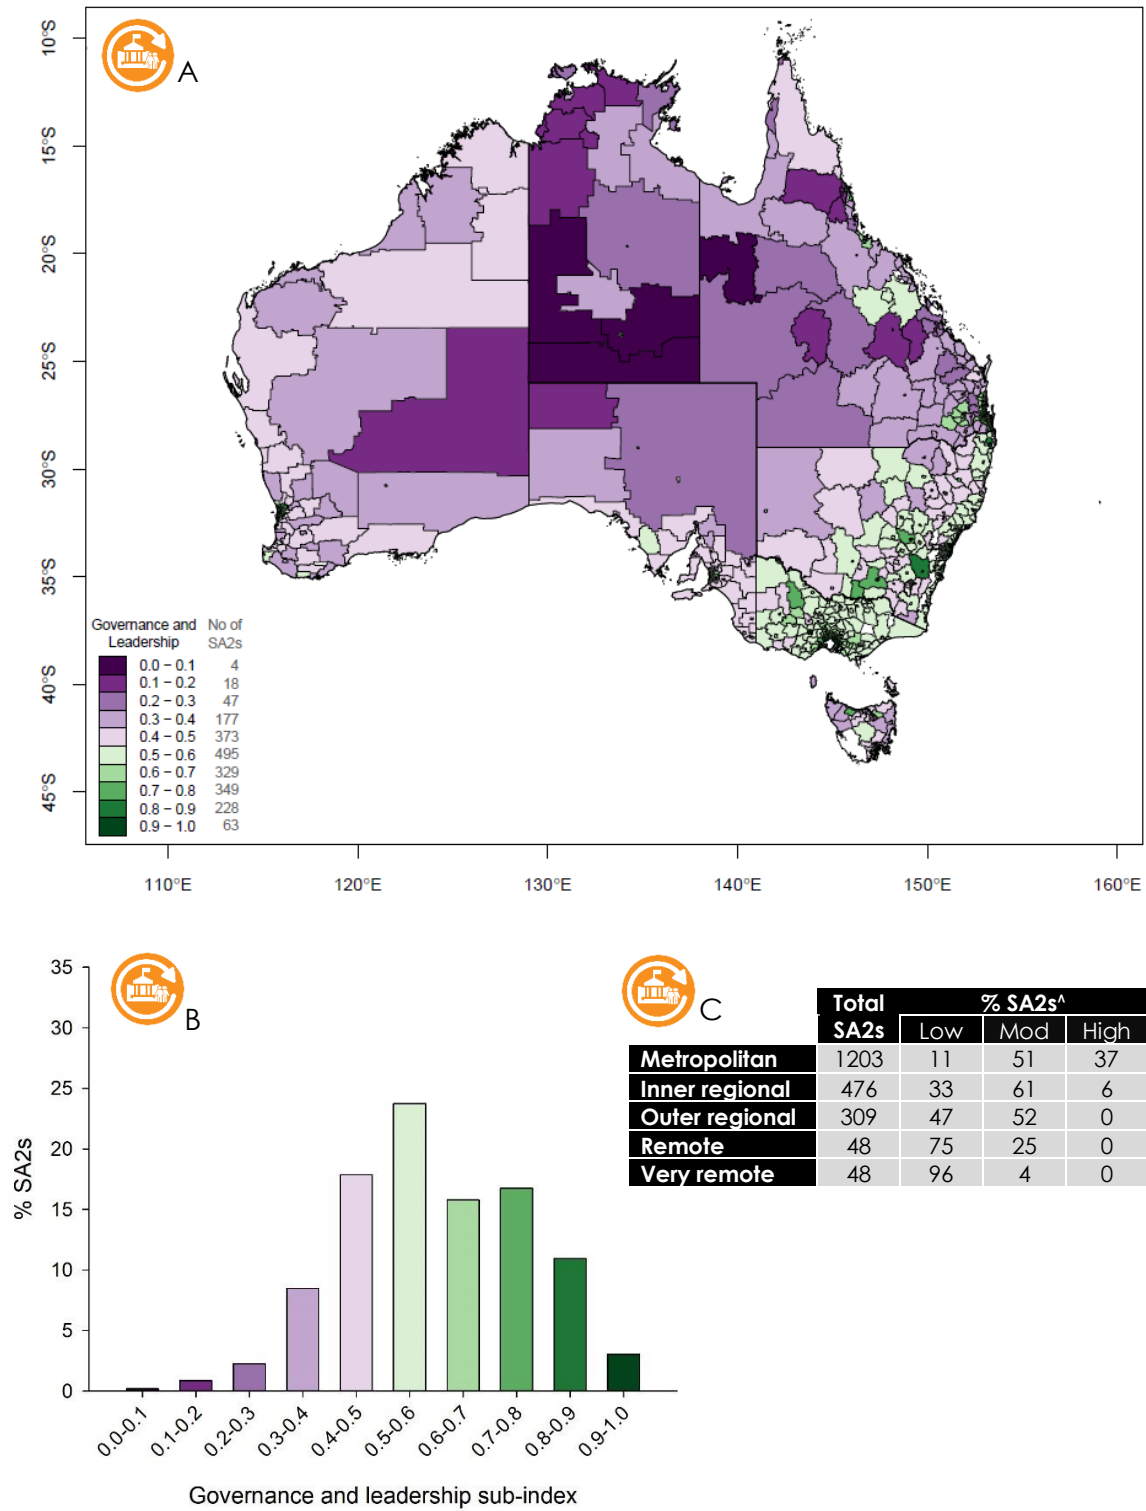 A
10°S
15°S
20°S
25°S
30°S
35°S
40°S
45°S
Governance and Leadership No of SA2s
0.0 – 0.1 4
0.1 – 0.2 18
0.2 – 0.3 47
0.3 – 0.4 177
0.4 – 0.5 373
0.5 – 0.6 495
0.6 – 0.7 329
0.7 – 0.8 349
0.8 – 0.9 228
0.9 – 1.0 63
110°E 120°E 130°E 140°E 150°E 160°E
B
% SA2s
35
30
25
20
15
10
5
0
0.0-0.1 0.1-0.2 0.2-0.3 0.3-0.4 0.4-0.5 0.5-0.6 0.6-0.7 0.7-0.8 0.8-0.9 0.9-1.0
Governance and leadership sub-index
C
Total SA2s % SA2s^
Low Mod High
Metropolitan 1203 11 51 37
Inner regional 476 33 61 6
Outer regional 309 47 52 0
Remote 48 75 25 0
Very remote 48 96 4 0